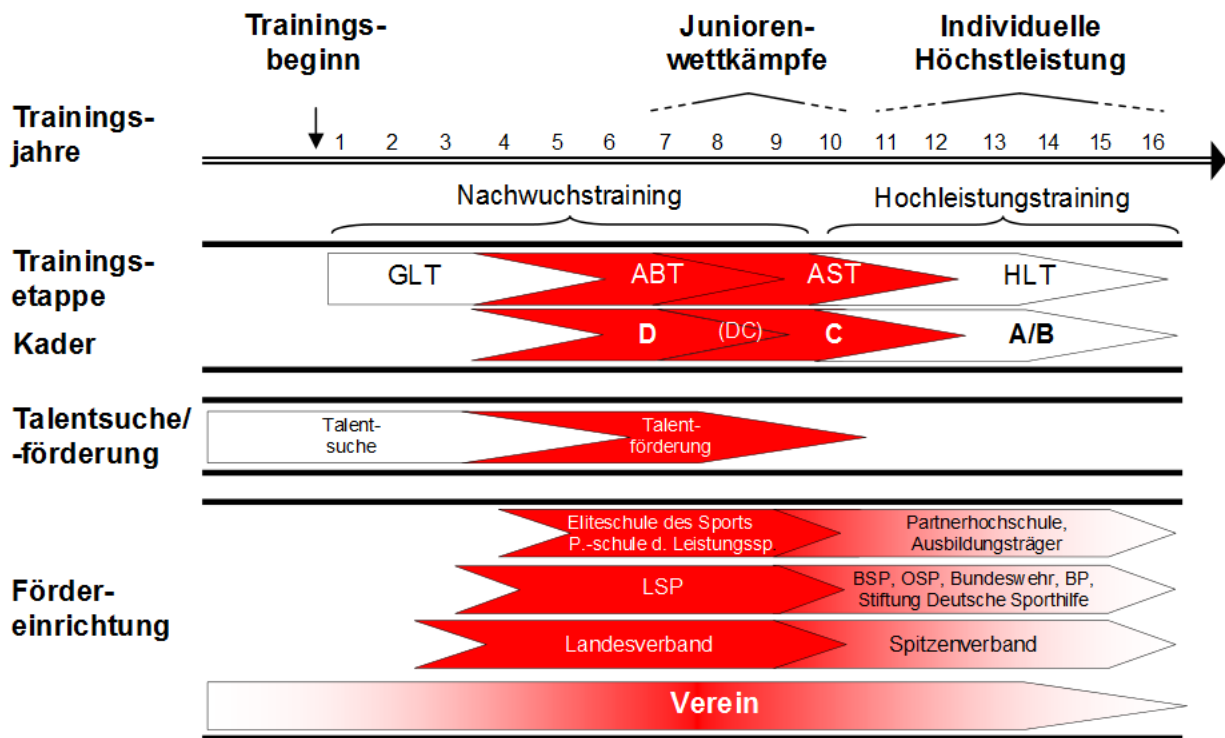 Trainings-
beginn
Junioren-
wettkämpfe
Individuelle
Höchstleistung
Trainings-
jahre
1 2 3 4 5 6 7 8 9 10 11 12 13 14 15 16
Nachwuchstraining
Hochleistungstraining
Trainings-
etappe
GLT ABT AST HLT
Kader
D (DC) C A/B
Talentsuche/
-förderung
Talent-
suche
Talent-
förderung
Förder-
einrichtung
Eliteschule des Sports
P.-schule d. Leistungssp.
Partnerhochschule,
Ausbildungsträger
LSP
BSP, OSP, Bundeswehr, BP,
Stiftung Deutsche Sporthilfe
Landesverband
Spitzenverband
Verein